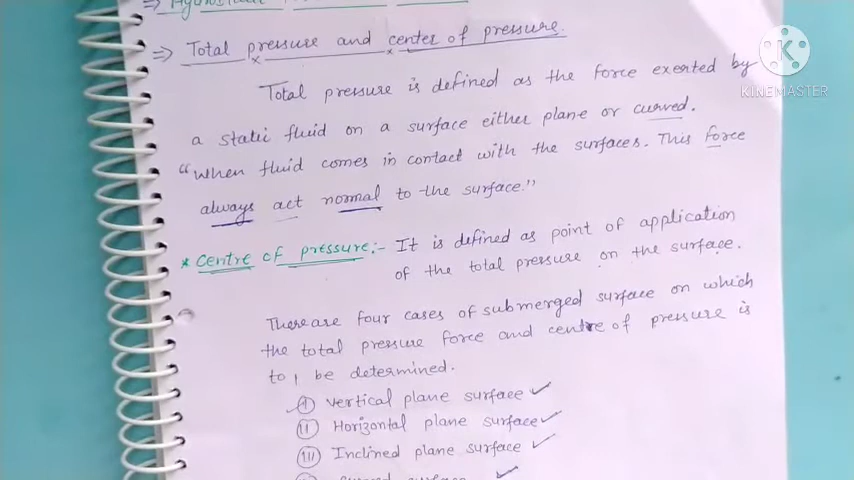 => Total pressure and center of pressure.
KINEMASTER
Total pressure is defined as the force exerted by
a static fluid on a surface either plane or curved.
"When fluid comes in contact with the surfaces. This force
always act normal to the surface."
* Centre of pressure:- It is defined as point of application
of the total pressure on the surface.
There are four cases of submerged surface on which
the total pressure force and centre of pressure is
to, be determined.
(I) Vertical plane surface ✓
(II) Horizontal plane surface ✓
(III) Inclined plane surface ✓
surface ✓